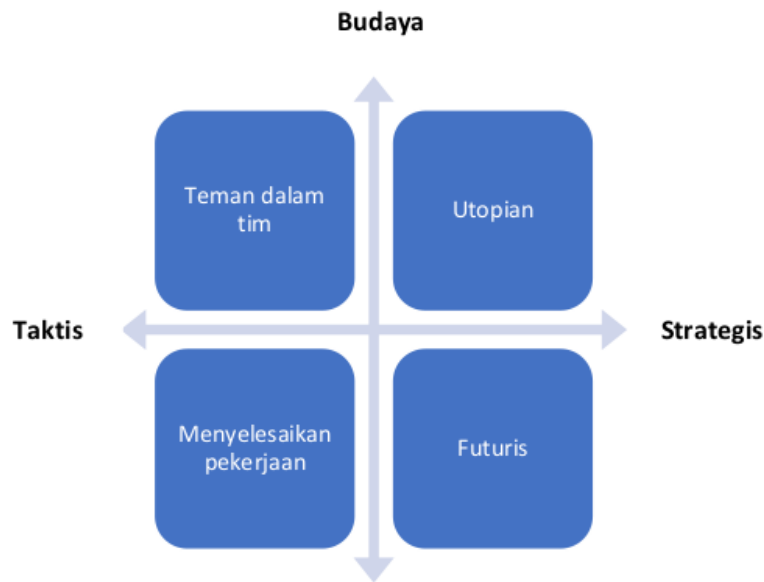 Budaya
Teman dalam
tim
Utopian
Taktis
Strategis
Menyelesaikan
pekerjaan
Futuris